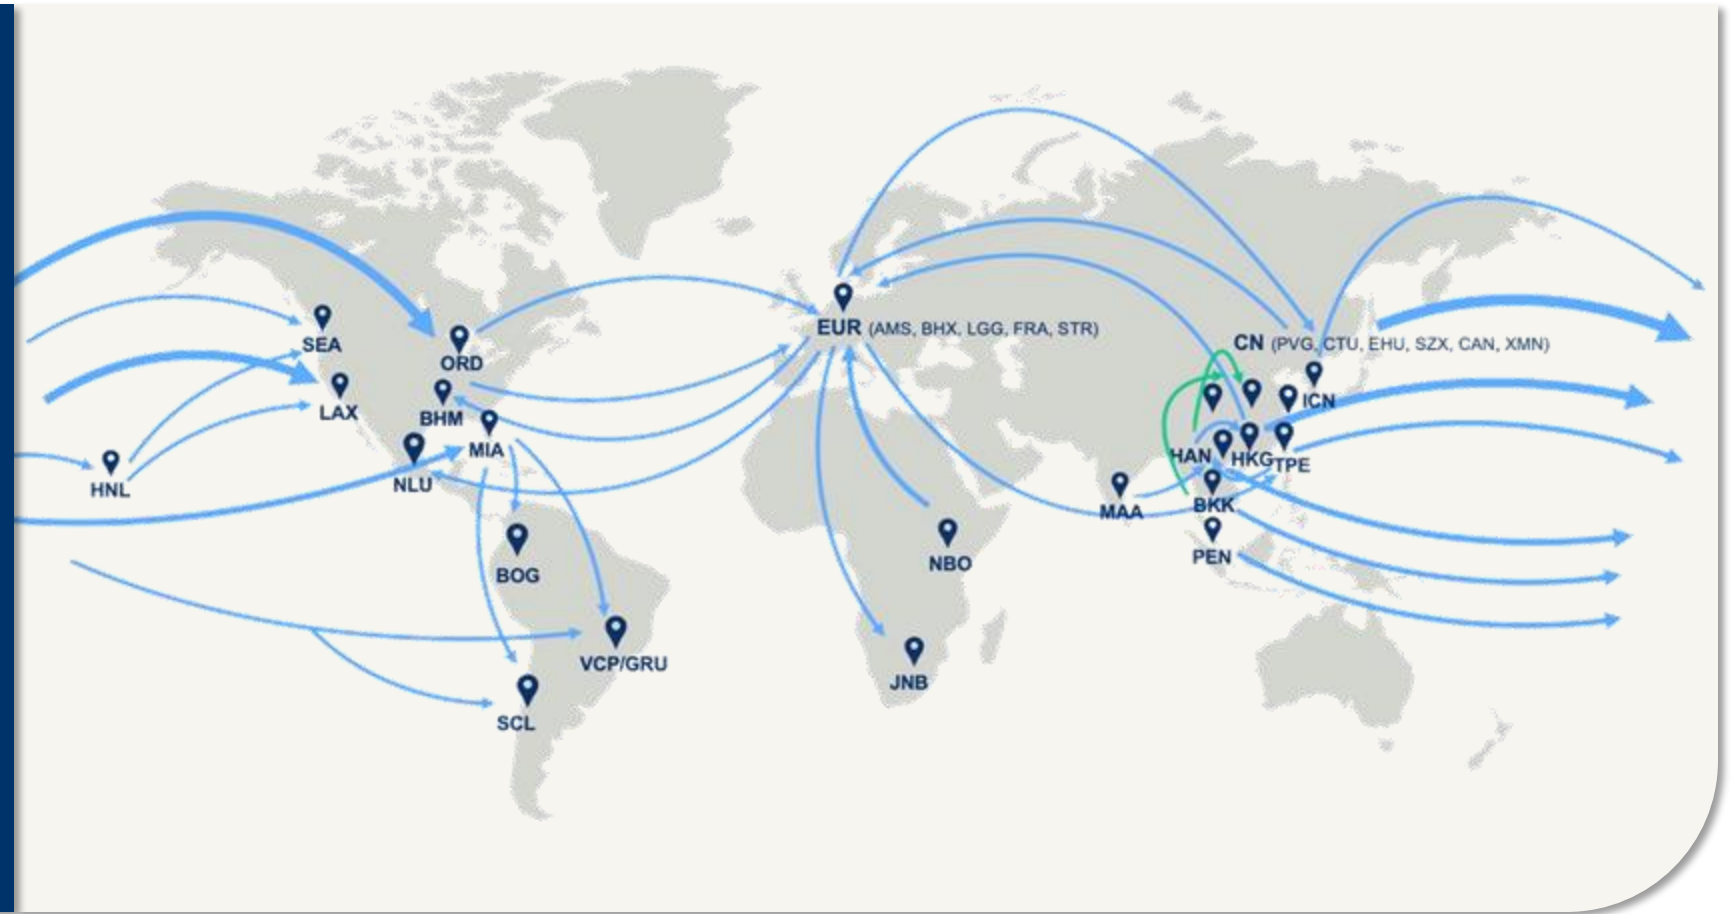 EUR (AMS, BHX, LGG, FRA, STR)
CN (PVG, CTU, EHU, SZX, CAN, XMN)
SEA
ORD
LAX
BHM
ICN
MIA
HAN
HKG
TPE
HNL
NLU
MAA
BKK
PEN
BOG
NBO
VCP/GRU
JNB
SCL